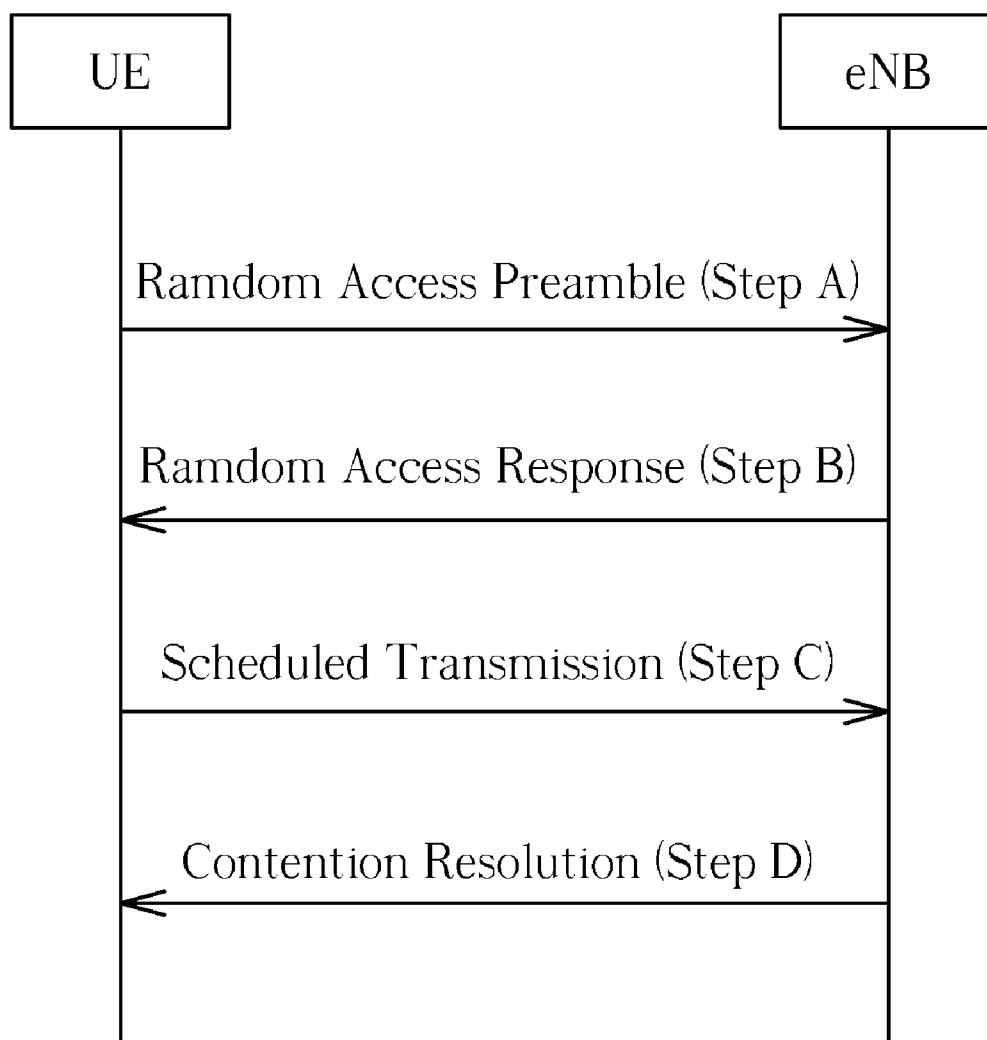 UE
eNB
Ramdom Access Preamble (Step A)
Ramdom Access Response (Step B)
Scheduled Transmission (Step C)
Contention Resolution (Step D)